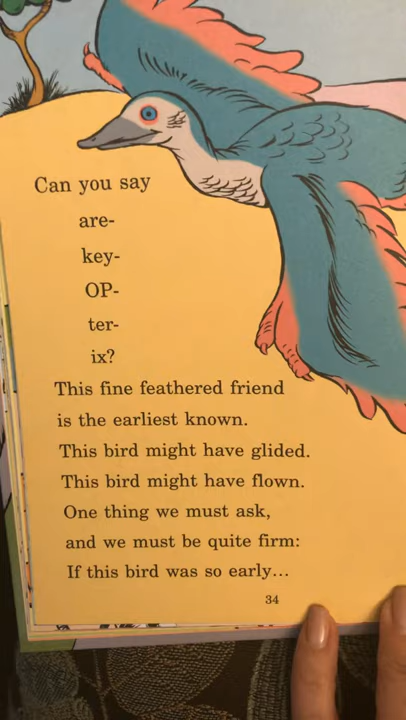 Can you say
are-
key-
OP-
ter-
ix?
This fine feathered friend
is the earliest known.
This bird might have glided.
This bird might have flown.
One thing we must ask,
and we must be quite firm:
If this bird was so early...
34